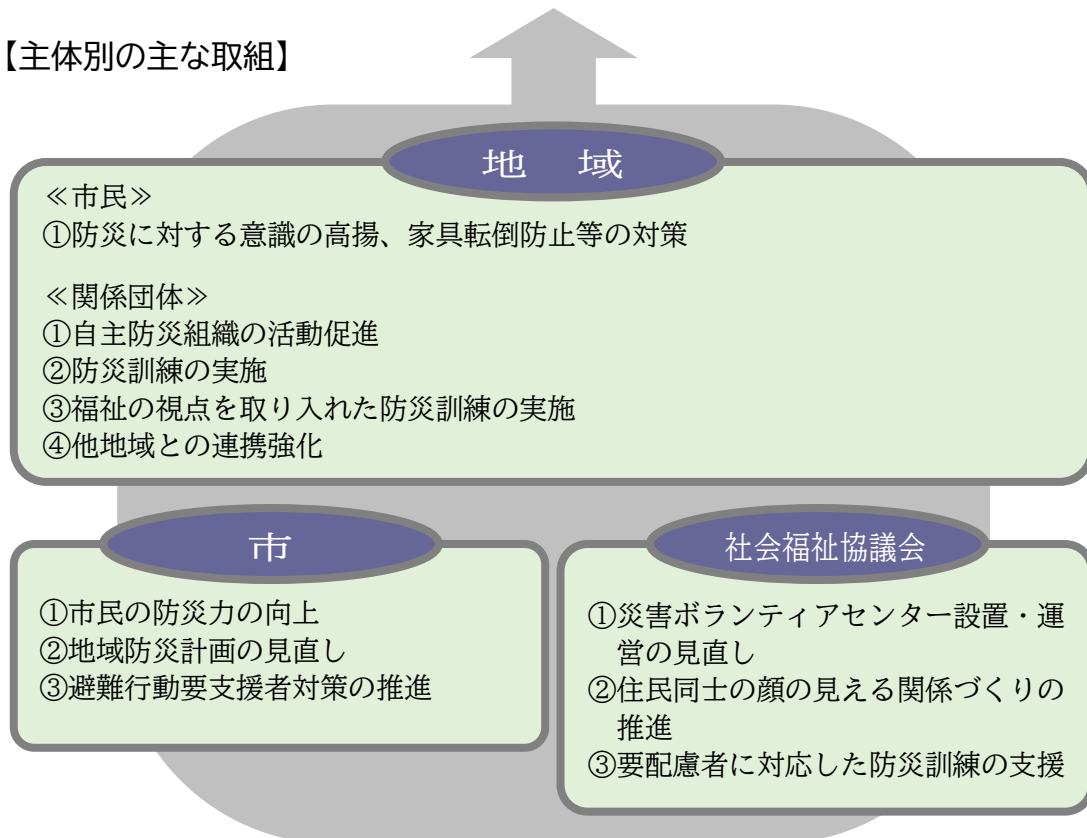 【主体別の主な取組】
地　域
≪市民≫
①防災に対する意識の高揚、家具転倒防止等の対策
≪関係団体≫
①自主防災組織の活動促進
②防災訓練の実施
③福祉の視点を取り入れた防災訓練の実施
④他地域との連携強化
市
①市民の防災力の向上
②地域防災計画の見直し
③避難行動要支援者対策の推進
社会福祉協議会
①災害ボランティアセンター設置・運
営の見直し
②住民同士の顔の見える関係づくりの
推進
③要配慮者に対応した防災訓練の支援